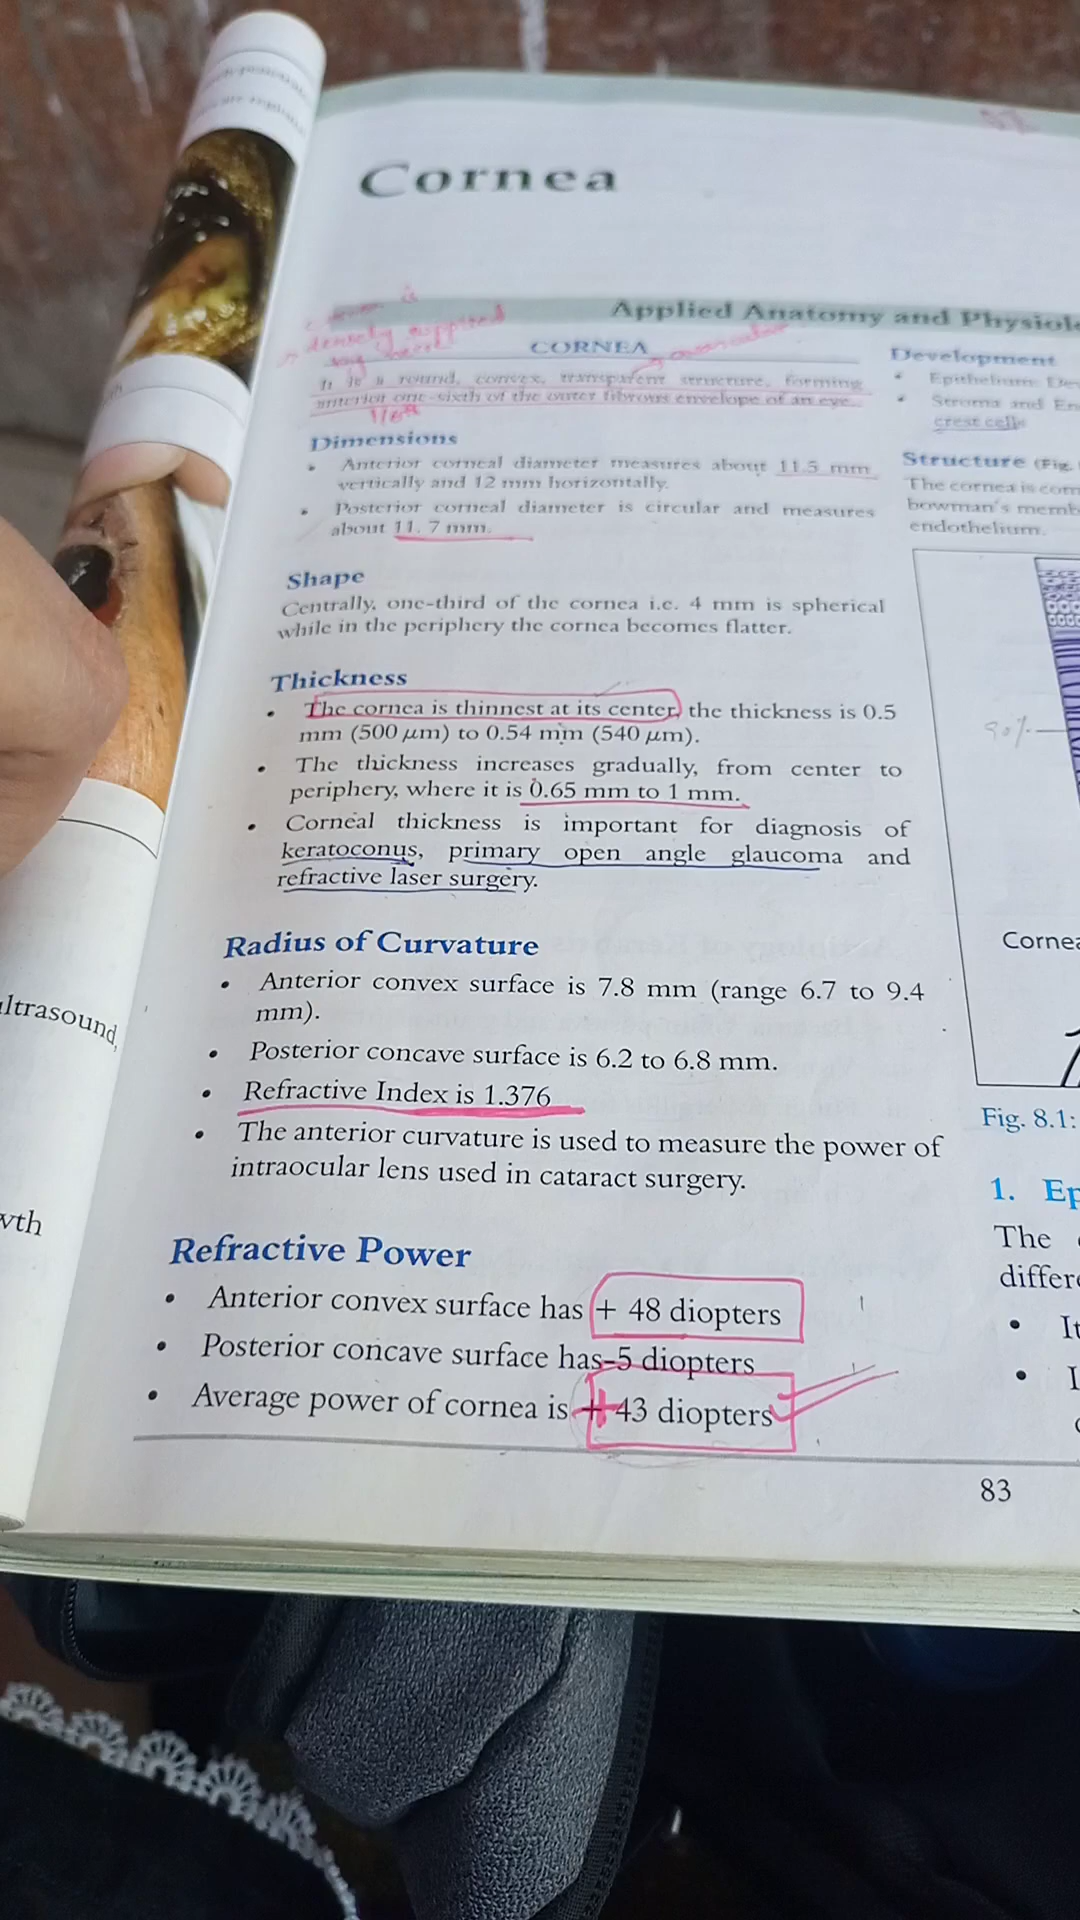 Cornea
Applied Anatomy and
CORNEA
It is a round, convex, transparent structure, forming
anterior one-sixth of the outer fibrous envelope of an eye.
1/6th
Dimensions
• Anterior corneal diameter measures about 11.5 mm
vertically and 12 mm horizontally.
• Posterior corneal diameter is circular and measures
about 11. 7 mm.
Shape
Centrally, one-third of the cornea i.e. 4 mm is spherical
while in the periphery the cornea becomes flatter.
Thickness
• The cornea is thinnest at its center, the thickness is 0.5
mm (500 μm) to 0.54 mm (540 μm).
• The thickness increases gradually, from center to
periphery, where it is 0.65 mm to 1 mm.
• Corneal thickness is important for diagnosis of
keratoconus, primary open angle glaucoma and
refractive laser surgery.
Radius of Curvature
• Anterior convex surface is 7.8 mm (range 6.7 to 9.4
mm).
• Posterior concave surface is 6.2 to 6.8 mm.
• Refractive Index is 1.376
• The anterior curvature is used to measure the power of
intraocular lens used in cataract surgery.
Refractive Power
• Anterior convex surface has + 48 diopters
• Posterior concave surface has-5 diopters
• Average power of cornea is + 43 diopters
Development
• Epithelium
• Stroma and
crest cells
Structure (Fig.
The cornea is
bowman's
endothelium.
90%
Fig. 8.1:
1.
The
• It
83